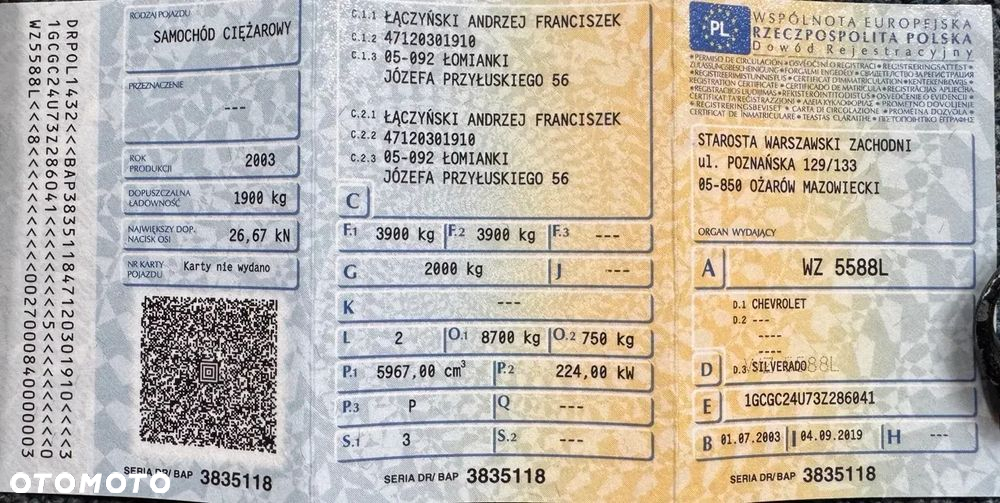 DRPOL1432<<<BAP3835118471203019 10<<<3
1GCGC24U73Z286041<<<<<<5<<<<<<<<<<<0
WZ5588L<<<8<<<<<<<<<<<00270000840000003
RODZAJ POJAZDU
SAMOCHÓD CIĘŻAROWY
PRZEZNACZENIE
---
ROK PRODUKCJI 2003
DOPUSZCZALNA ŁADOWNOŚĆ 1900 kg
NAJWIĘKSZY DOP. NACISK OSI 26,67 kN
NR KARTY POJAZDU Karty nie wydano
SERIA DR/BAP 3835118
OTOMOTO
C.1.1 ŁĄCZYŃSKI ANDRZEJ FRANCISZEK
C.1.2 47120301910
C.1.3 05-092 ŁOMIANKI
JÓZEFA PRZYŁUSKIEGO 56
C.2.1 ŁĄCZYŃSKI ANDRZEJ FRANCISZEK
C.2.2 47120301910
C.2.3 05-092 ŁOMIANKI
JÓZEFA PRZYŁUSKIEGO 56
C
F.1 3900 kg F.2 3900 kg F.3 ---
G 2000 kg J ---
K ---
L 2 O.1 8700 kg O.2 750 kg
P.1 5967,00 cm³ P.2 224,00 kW
P.3 P Q ---
S.1 3 S.2 ---
SERIA DR/BAP 3835118
PL
WSPÓLNOTA EUROPEJSKA
RZECZPOSPOLITA POLSKA
Dowód Rejestracyjny
STAROSTA WARSZAWSKI ZACHODNI
ul. POZNAŃSKA 129/133
05-850 OŻARÓW MAZOWIECKI
ORGAN WYDAJĄCY
A WZ 5588L
D.1 CHEVROLET
D.2 ---
----
----
D D.3 SILVERADO
WZ 5588L
E 1GCGC24U73Z286041
B 01.07.2003 I 04.09.2019 H ---
SERIA DR/BAP 3835118